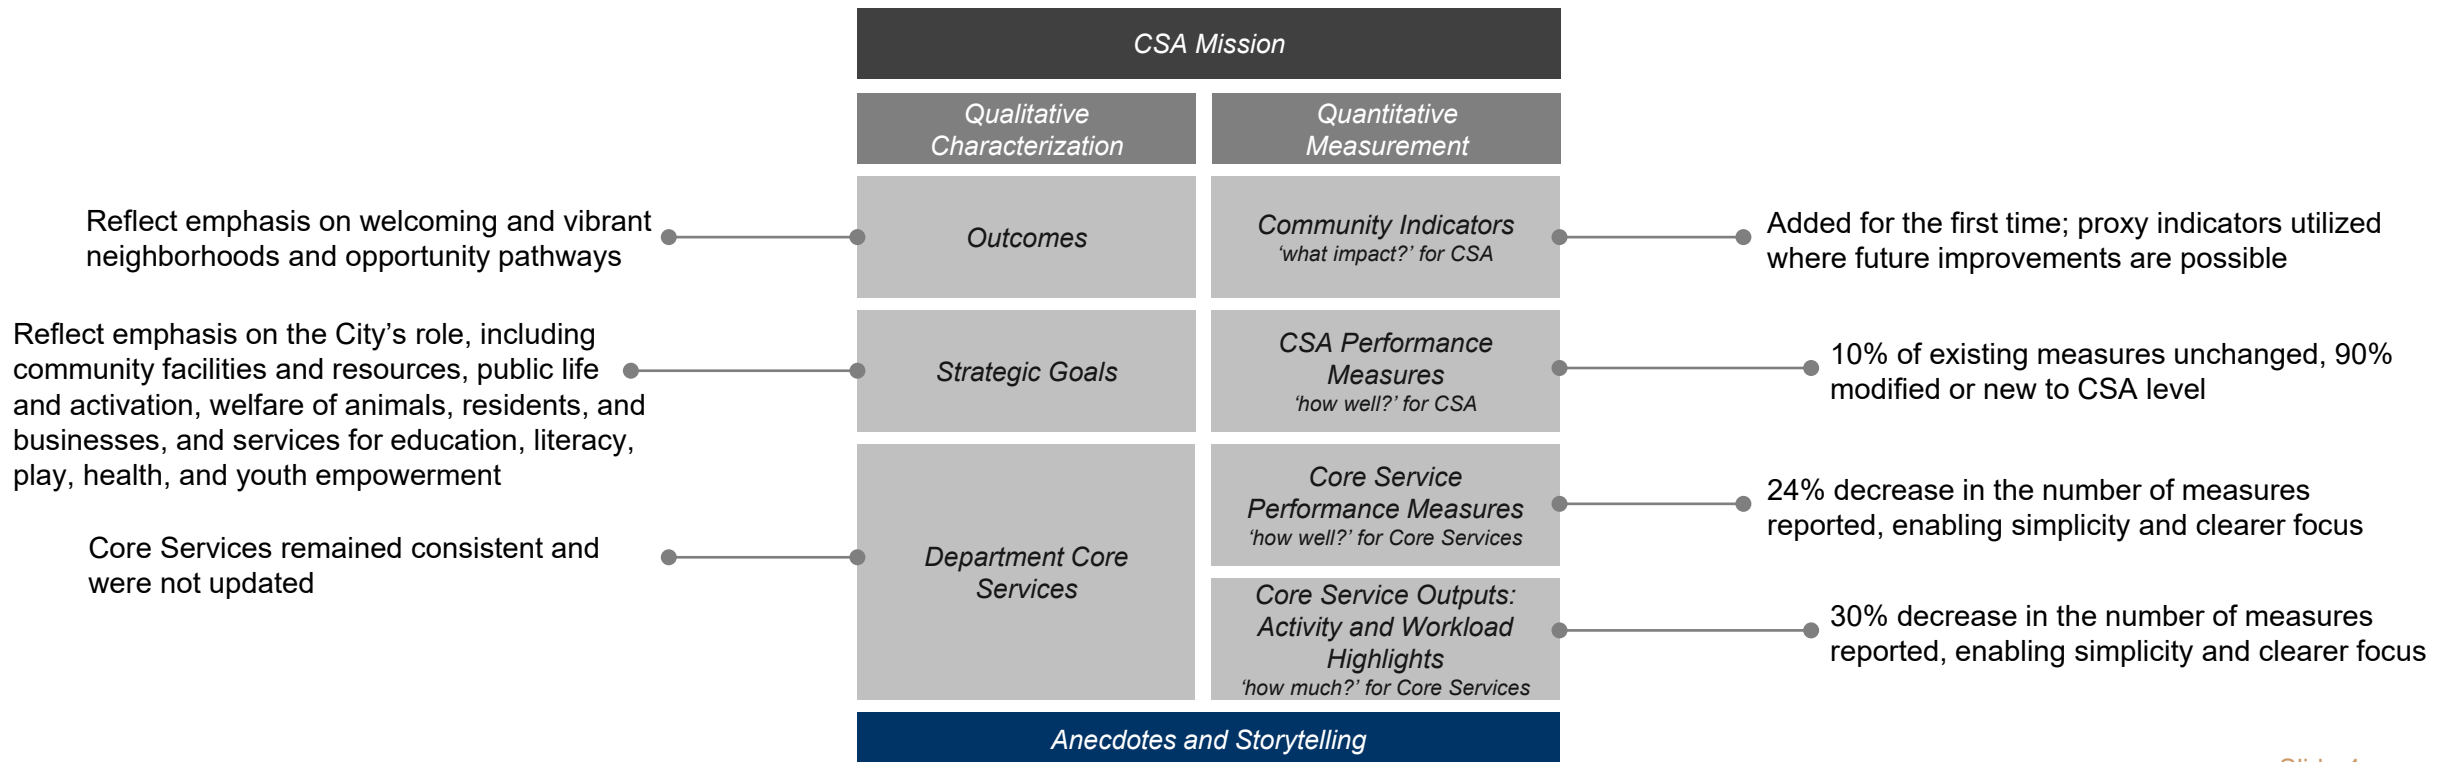 CSA Mission
Qualitative
Characterization
Quantitative
Measurement
Reflect emphasis on welcoming and vibrant
neighborhoods and opportunity pathways
Outcomes
Community Indicators
‘what impact?’ for CSA
Added for the first time; proxy indicators utilized
where future improvements are possible
Reflect emphasis on the City’s role, including
community facilities and resources, public life
and activation, welfare of animals, residents, and
businesses, and services for education, literacy,
play, health, and youth empowerment
Strategic Goals
CSA Performance
Measures
‘how well?’ for CSA
10% of existing measures unchanged, 90%
modified or new to CSA level
Core Services remained consistent and
were not updated
Department Core
Services
Core Service
Performance Measures
‘how well?’ for Core Services
24% decrease in the number of measures
reported, enabling simplicity and clearer focus
Core Service Outputs:
Activity and Workload
Highlights
‘how much?’ for Core Services
30% decrease in the number of measures
reported, enabling simplicity and clearer focus
Anecdotes and Storytelling